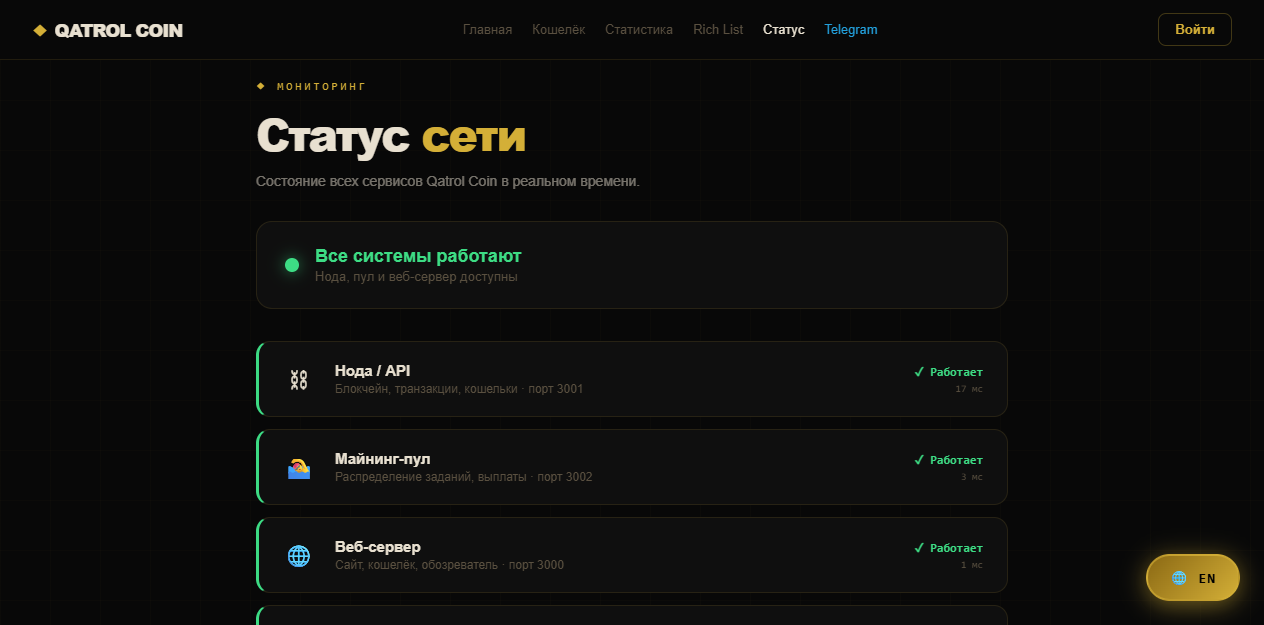 QATROL COIN
Главная Кошелёк Статистика Rich List Статус Telegram
Войти
МОНИТОРИНГ
Статус сети
Состояние всех сервисов Qatrol Coin в реальном времени.
Все системы работают
Нода, пул и веб-сервер доступны
Нода / API
Блокчейн, транзакции, кошельки · порт 3001
✓ Работает
17 мс
Майнинг-пул
Распределение заданий, выплаты · порт 3002
✓ Работает
3 мс
Веб-сервер
Сайт, кошелёк, обозреватель · порт 3000
✓ Работает
1 мс
EN